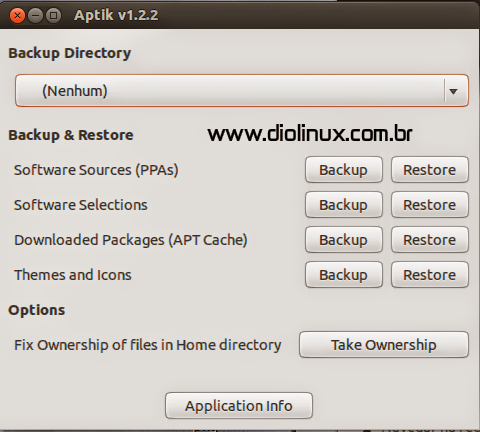 Aptik v1.2.2
Backup Directory
(Nenhum)
Backup & Restore
www.diolinux.com.br
Software Sources (PPAs) Backup Restore
Software Selections Backup Restore
Downloaded Packages (APT Cache) Backup Restore
Themes and Icons Backup Restore
Options
Fix Ownership of files in Home directory Take Ownership
Application Info